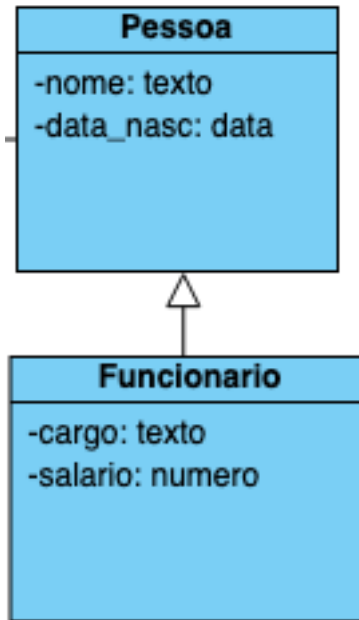 Pessoa
-nome: texto
-data_nasc: data
Funcionario
-cargo: texto
-salario: numero